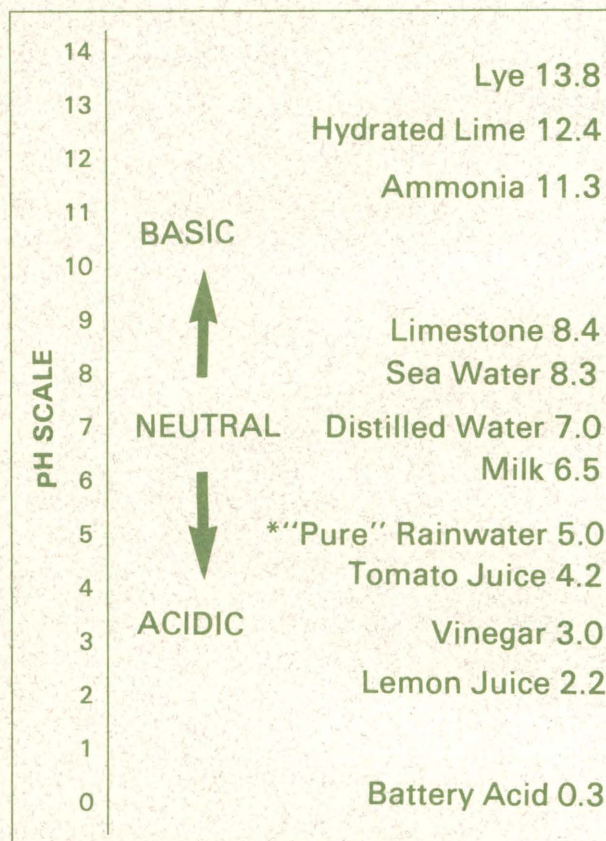 14
Lye 13.8
13
Hydrated Lime 12.4
12
Ammonia 11.3
11
BASIC
10
9
Limestone 8.4
Sea Water 8.3
8
PH SCALE
7 NEUTRAL Distilled Water 7.0
Milk 6.5
6
5
*"Pure" Rainwater 5.0
Tomato Juice 4.2
4
ACIDIC
Vinegar 3.0
3
Lemon Juice 2.2
2
1
Battery Acid 0.3
0